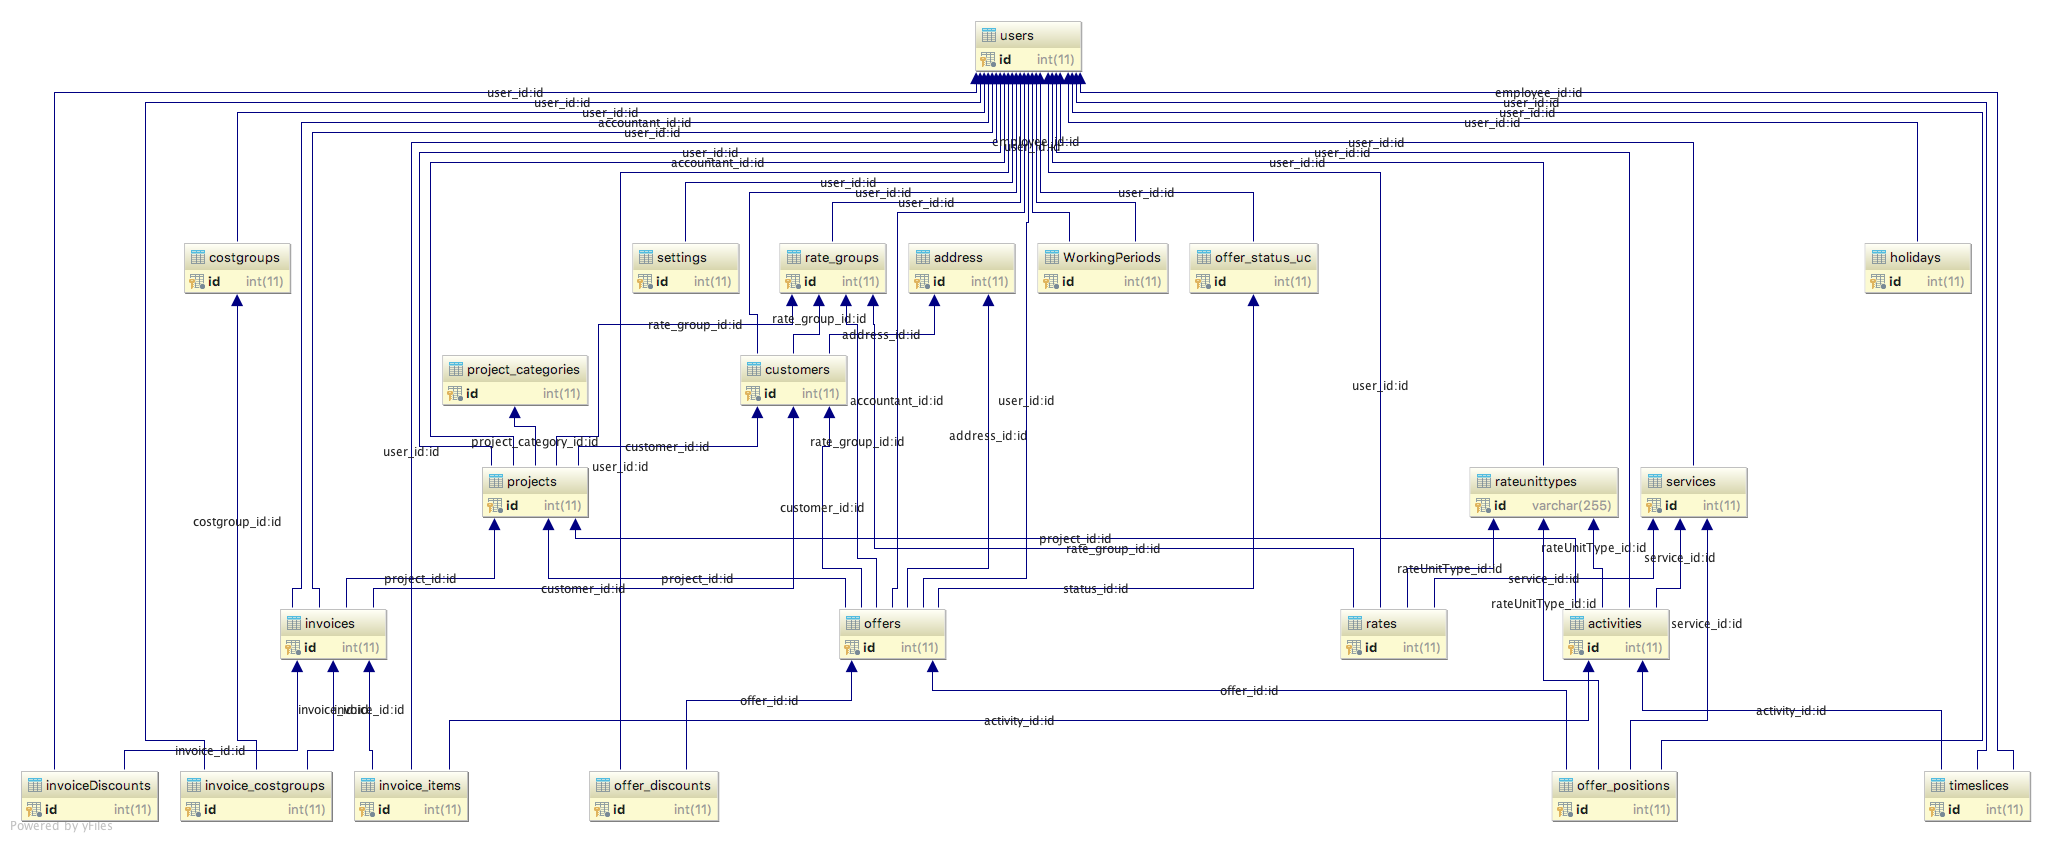 users
id int(11)
user_id:id
employee_id:id
user_id:id
user_id:id
user_id:id
user_id:id
accountant_id:id
user_id:id
user_id:id
employee_id:id
user_id:id
user_id:id
user_id:id
user_id:id
accountant_id:id
user_id:id
user_id:id
user_id:id
user_id:id
user_id:id
costgroups
id int(11)
settings
id int(11)
rate_groups
id int(11)
address
id int(11)
WorkingPeriods
id int(11)
offer_status_uc
id int(11)
holidays
id int(11)
rate_group_id:id
rate_group_id:id
address_id:id
project_categories
id int(11)
customers
id int(11)
user_id:id
accountant_id:id
user_id:id
address_id:id
project_category_id:id
customer_id:id
rate_group_id:id
user_id:id
user_id:id
projects
id int(11)
rateunittypes
id varchar(255)
services
id int(11)
customer_id:id
costgroup_id:id
project_id:id
rate_group_id:id
rateUnitType_id:id
service_id:id
rateUnitType_id:id
service_id:id
project_id:id
project_id:id
customer_id:id
status_id:id
rateUnitType_id:id
service_id:id
invoices
id int(11)
offers
id int(11)
rates
id int(11)
activities
id int(11)
offer_id:id
offer_id:id
invoice_id:id
invoice_id:id
activity_id:id
activity_id:id
invoice_id:id
invoiceDiscounts
id int(11)
invoice_costgroups
id int(11)
invoice_items
id int(11)
offer_discounts
id int(11)
offer_positions
id int(11)
timeslices
id int(11)
Powered by yFiles